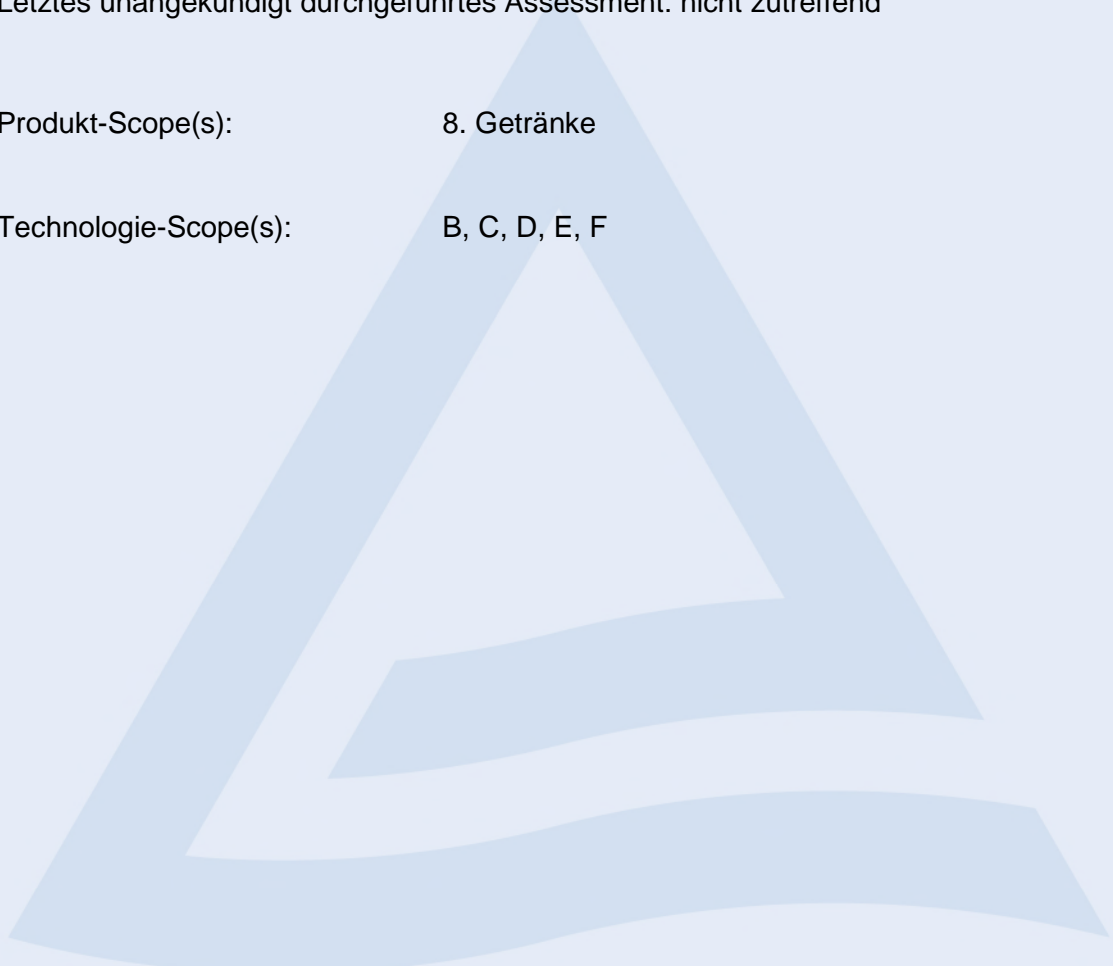 Letztes unangekündigt durchgeführtes Assessment: nicht zutreffend
Produkt-Scope(s): 8. Getränke
Technologie-Scope(s): B, C, D, E, F